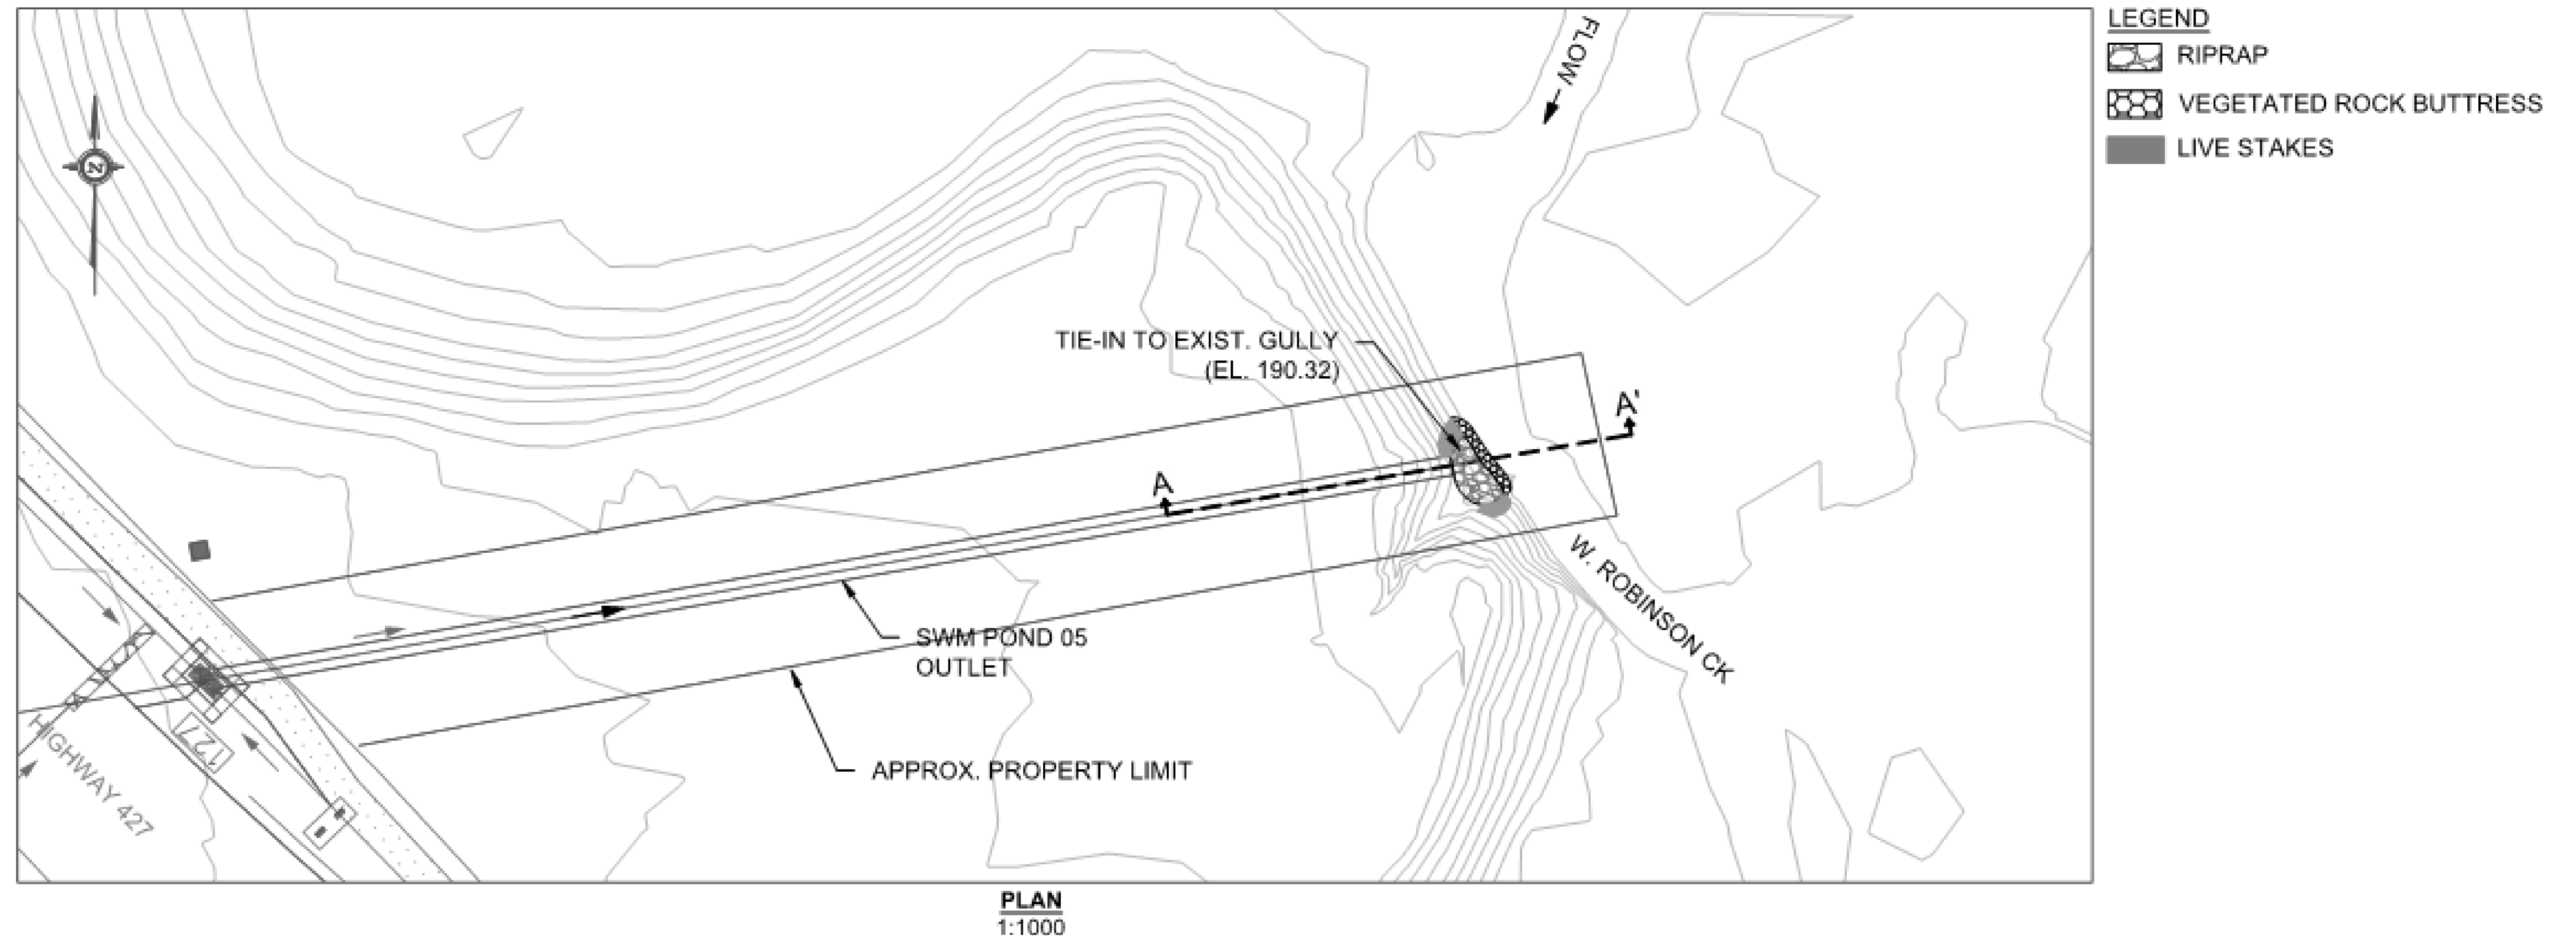 FLOW
LEGEND
RIPRAP
VEGETATED ROCK BUTTRESS
LIVE STAKES
N
TIE-IN TO EXIST. GULLY
(EL. 190.32)
A
A'
SWM POND 05
OUTLET
W. ROBINSON CK
APPROX. PROPERTY LIMIT
127
HIGHWAY 427
PLAN
1:1000